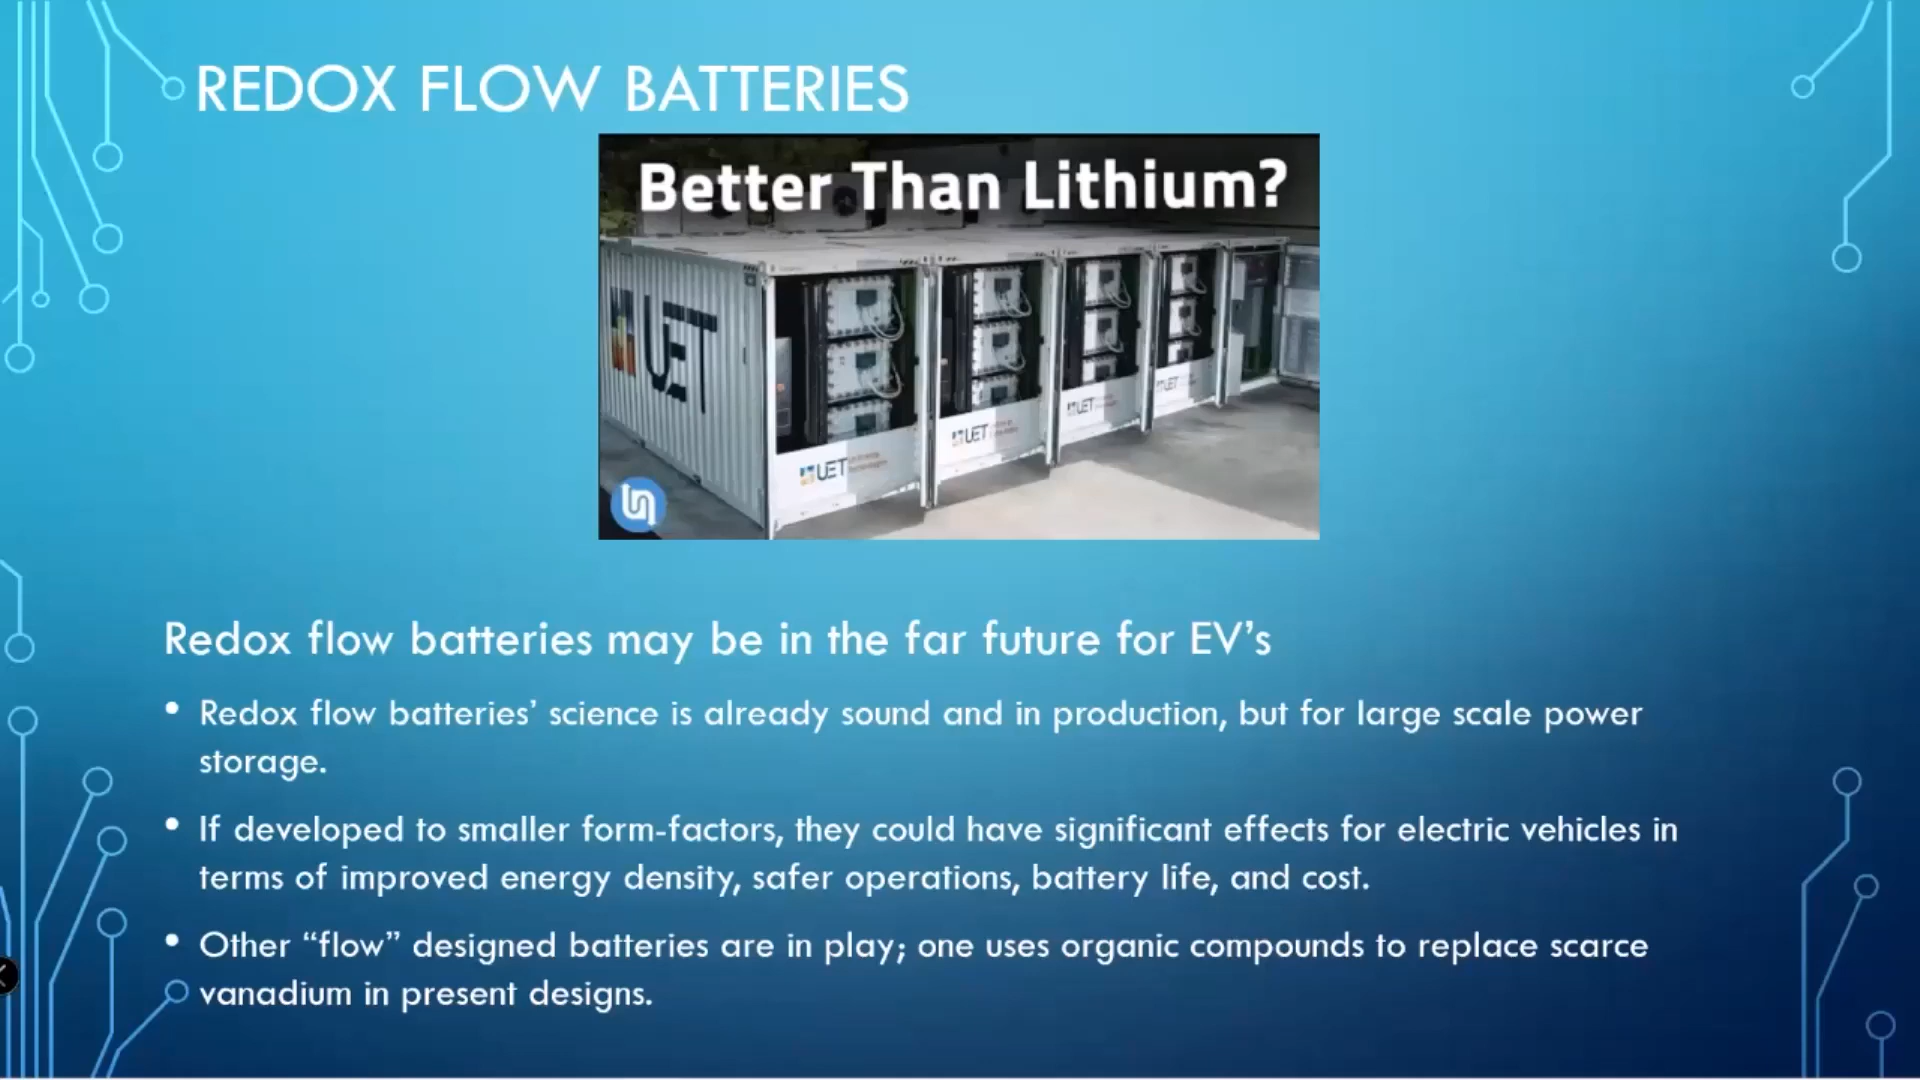 REDOX FLOW BATTERIES
Better Than Lithium?
UET
UET
UET
UET
UET
Redox flow batteries may be in the far future for EV’s
• Redox flow batteries’ science is already sound and in production, but for large scale power
storage.
• If developed to smaller form-factors, they could have significant effects for electric vehicles in
terms of improved energy density, safer operations, battery life, and cost.
• Other “flow” designed batteries are in play; one uses organic compounds to replace scarce
vanadium in present designs.